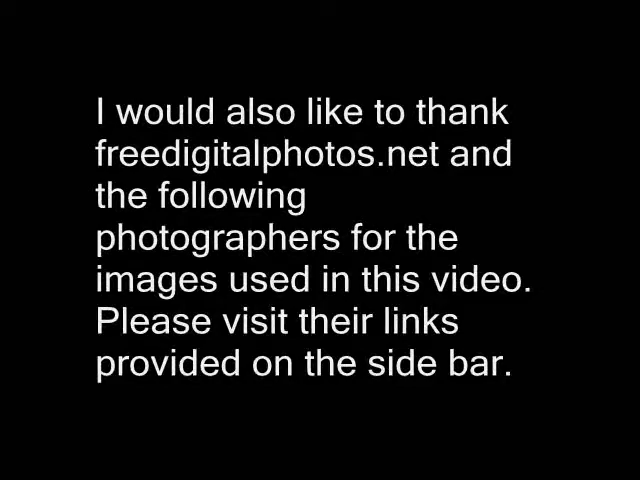 I would also like to thank
freedigitalphotos.net and
the following
photographers for the
images used in this video.
Please visit their links
provided on the side bar.